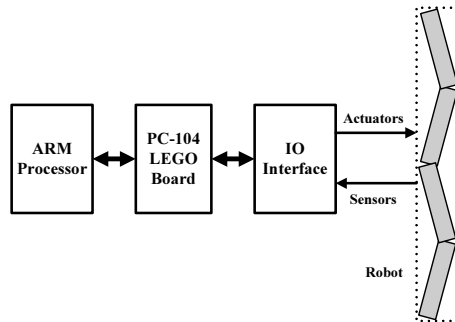 ARM
Processor
PC-104
LEGO
Board
IO
Interface
Actuators
Sensors
Robot